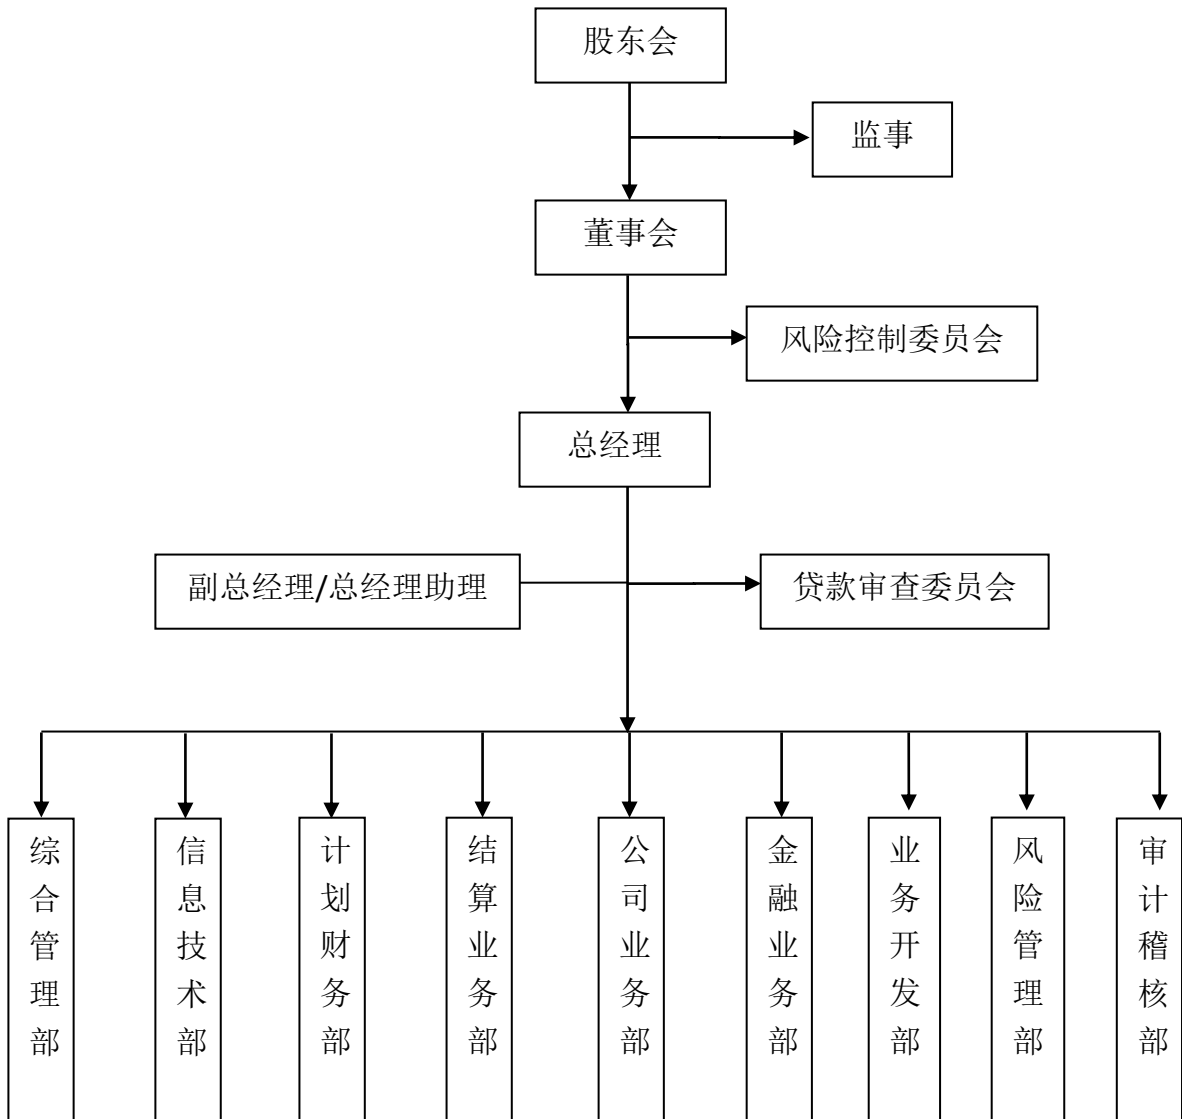 股东会
监事
董事会
风险控制委员会
总经理
副总经理/总经理助理
贷款审查委员会
综合管理部
信息技术部
计划财务部
结算业务部
公司业务部
金融业务部
业务开发部
风险管理部
审计稽核部